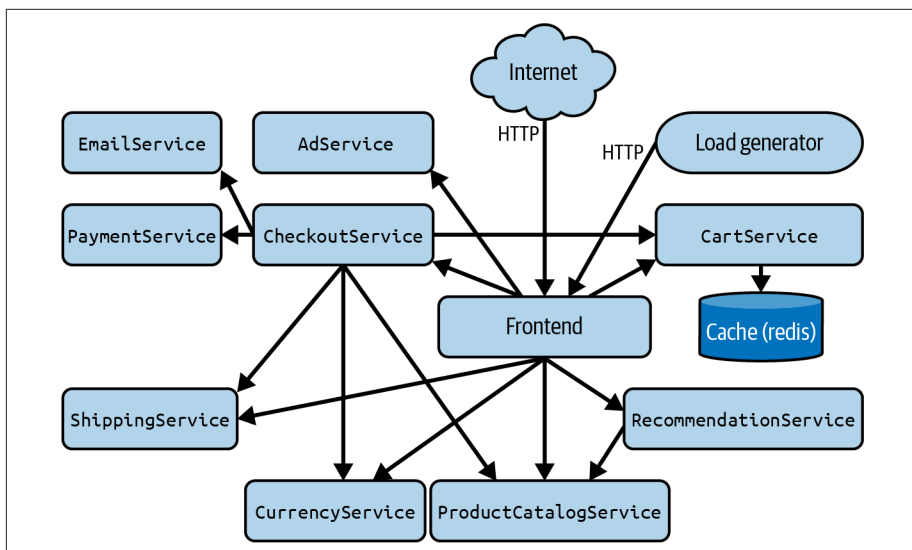 Internet
HTTP
HTTP
Load generator
EmailService
AdService
PaymentService
CheckoutService
CartService
Frontend
Cache (redis)
ShippingService
RecommendationService
CurrencyService
ProductCatalogService